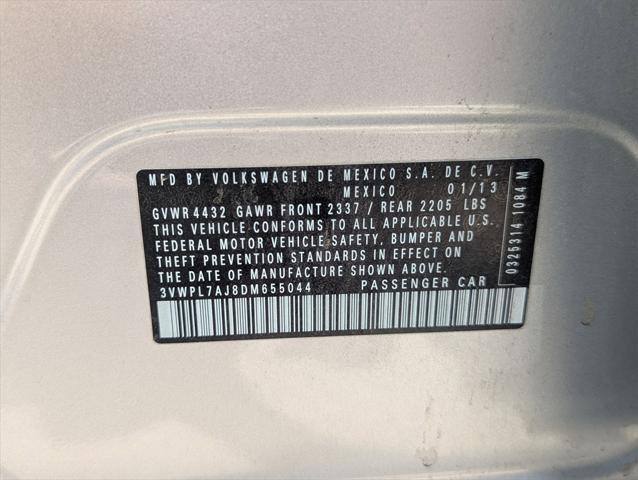 MFD BY VOLKSWAGEN DE MEXICO S.A. DE C.V.
MEXICO 01/13
GVWR 4432 GAWR FRONT 2337 / REAR 2205 LBS
THIS VEHICLE CONFORMS TO ALL APPLICABLE U.S.
FEDERAL MOTOR VEHICLE SAFETY, BUMPER AND
THEFT PREVENTION STANDARDS IN EFFECT ON
THE DATE OF MANUFACTURE SHOWN ABOVE.
3VWPL7AJ8DM655044 PASSENGER CAR
0325314 1084 M